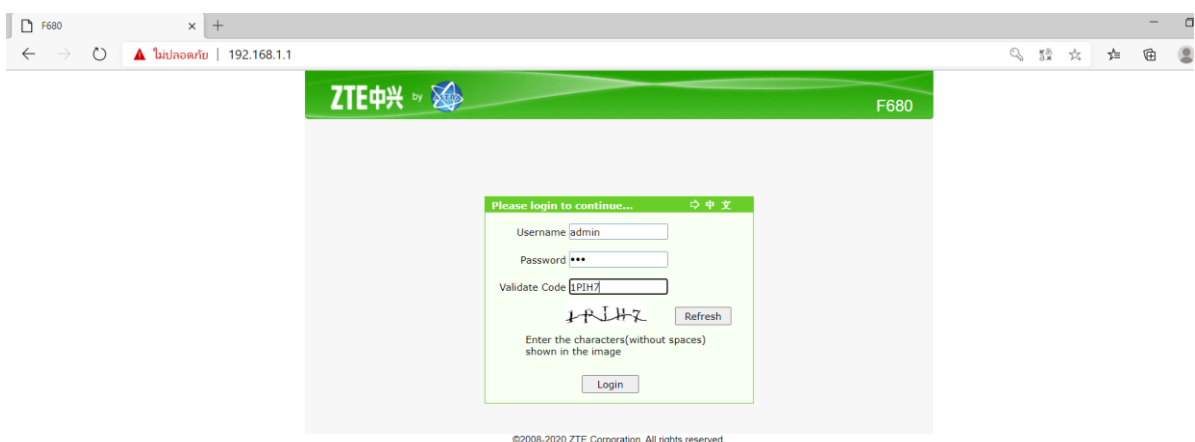 F680
ไม่ปลอดภัย | 192.168.1.1
ZTE中兴 by ASTRO
F680
Please login to continue... 中 文
Username admin
Password •••
Validate Code 1PIH7
1PIH7 Refresh
Enter the characters(without spaces)
shown in the image
Login
©2008-2020 ZTE Corporation. All rights reserved.